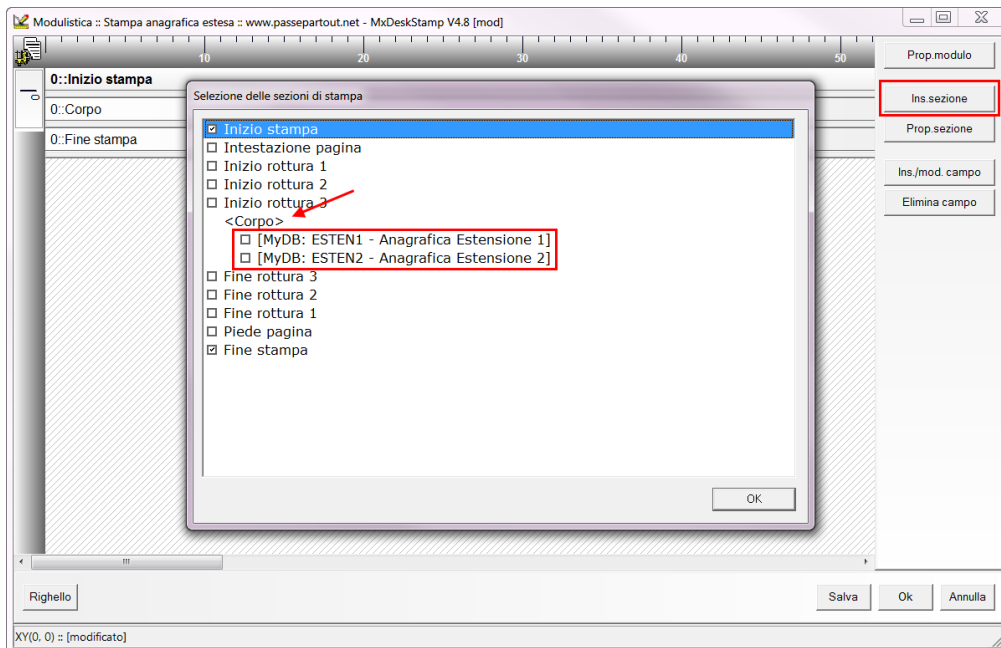 Modulistica :: Stampa anagrafica estesa :: www.passepartout.net - MxDeskStamp V4.8 [mod]
10 20 30 40 50
Prop.modulo
0::Inizio stampa
Selezione delle sezioni di stampa
Ins.sezione
0::Corpo
Inizio stampa
Prop.sezione
0::Fine stampa
Intestazione pagina
Inizio rottura 1
Ins./mod. campo
Inizio rottura 2
Inizio rottura 3
Elimina campo
<Corpo>
[MyDB: ESTEN1 - Anagrafica Estensione 1]
[MyDB: ESTEN2 - Anagrafica Estensione 2]
Fine rottura 3
Fine rottura 2
Fine rottura 1
Piede pagina
Fine stampa
OK
Righello
Salva
Ok
Annulla
XY(0, 0) :: [modificato]